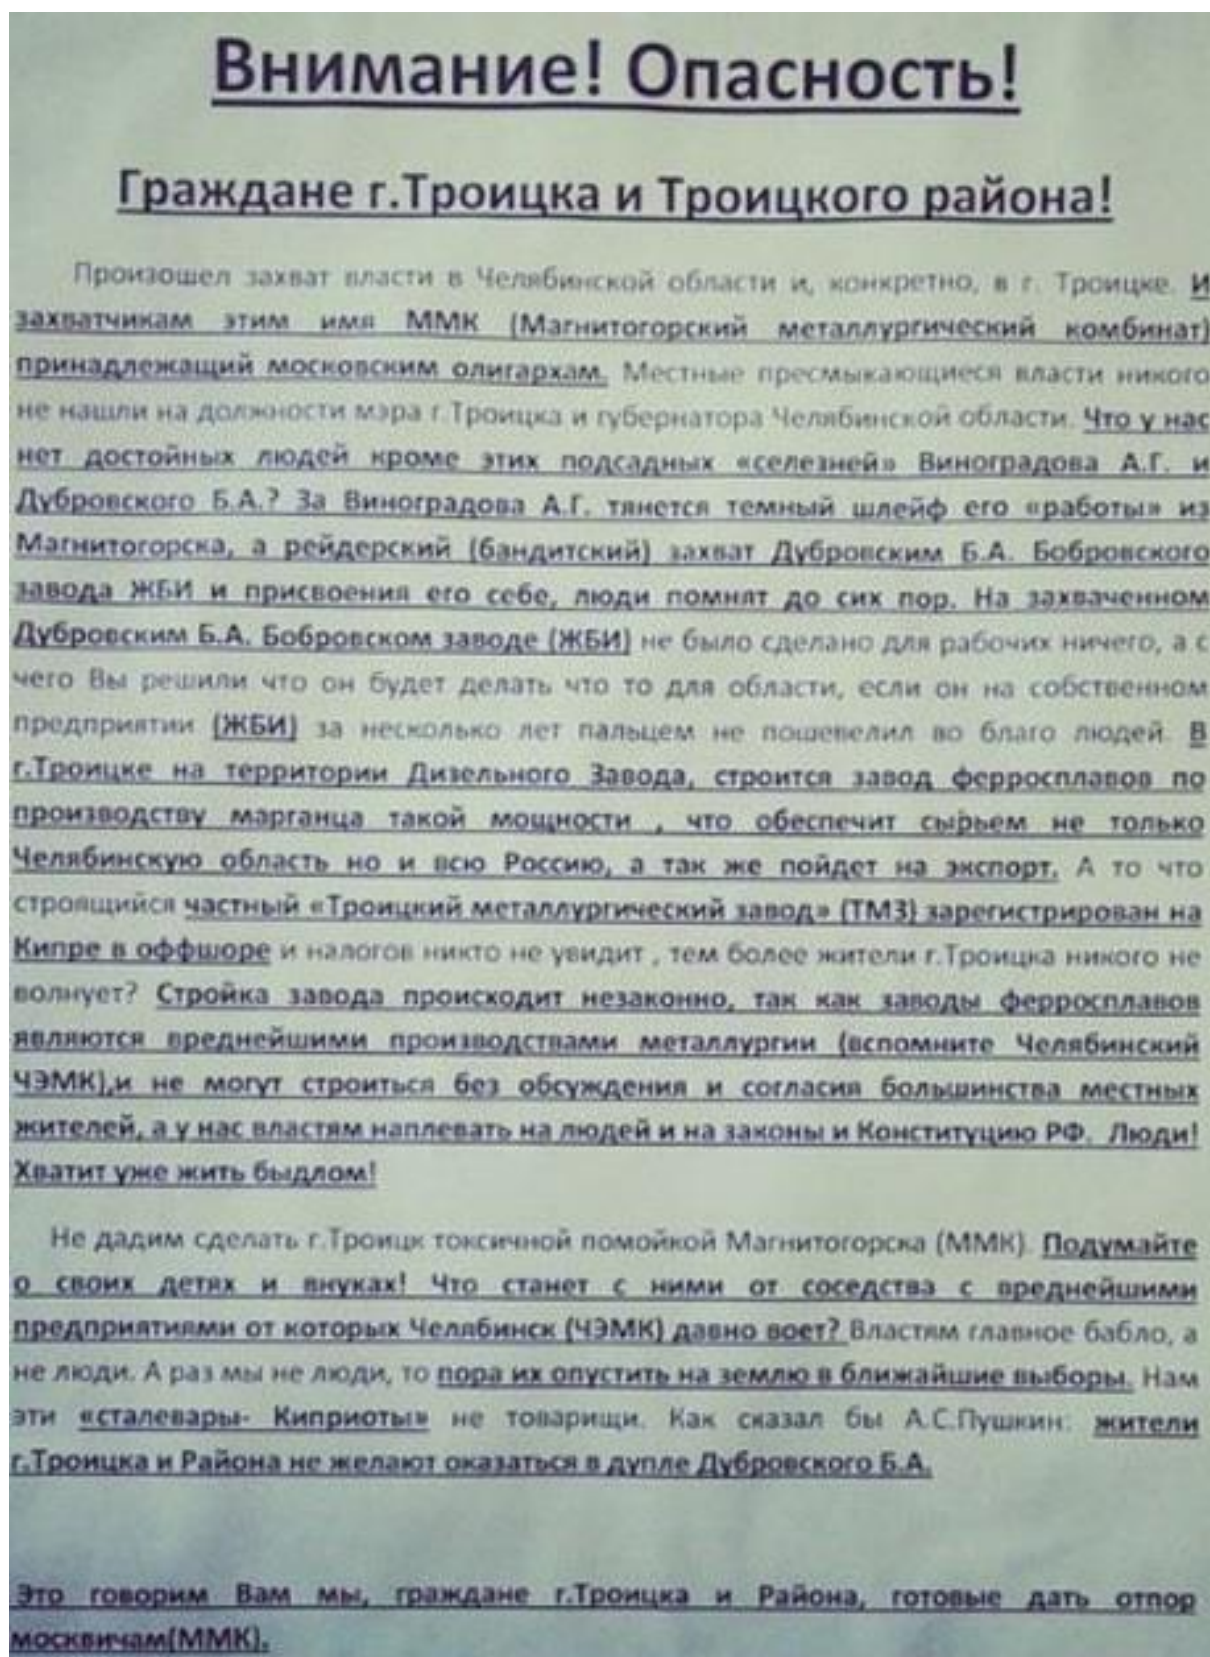 Внимание! Опасность!
Граждане г.Троицка и Троицкого района!
Произошел захват власти в Челябинской области и, конкретно, в г. Троицке. И
захватчикам этим имя ММК (Магнитогорский металлургический комбинат)
принадлежащий московским олигархам. Местные пресмыкающиеся власти никого
не нашли на должности мэра г.Троицка и губернатора Челябинской области. Что у нас
нет достойных людей кроме этих подсадных «селезней» Виноградова А.Г. и
Дубровского Б.А.? За Виноградова А.Г. тянется темный шлейф его «работы» из
Магнитогорска, а рейдерский (бандитский) захват Дубровским Б.А. Бобровского
завода ЖБИ и присвоения его себе, люди помнят до сих пор. На захваченном
Дубровским Б.А. Бобровском заводе (ЖБИ) не было сделано для рабочих ничего, а с
чего Вы решили что он будет делать что то для области, если он на собственном
предприятии (ЖБИ) за несколько лет пальцем не пошевелил во благо людей. В
г.Троицке на территории Дизельного Завода, строится завод ферросплавов по
производству марганца такой мощности , что обеспечит сырьем не только
Челябинскую область но и всю Россию, а так же пойдет на экспорт. А то что
строящийся частный «Троицкий металлургический завод» (ТМЗ) зарегистрирован на
Кипре в оффшоре и налогов никто не увидит , тем более жители г.Троицка никого не
волнует? Стройка завода происходит незаконно, так как заводы ферросплавов
являются вреднейшими производствами металлургии (вспомните Челябинский
ЧЭМК),и не могут строиться без обсуждения и согласия большинства местных
жителей, а у нас властям наплевать на людей и на законы и Конституцию РФ. Люди!
Хватит уже жить быдлом!
Не дадим сделать г.Троицк токсичной помойкой Магнитогорска (ММК). Подумайте
о своих детях и внуках! Что станет с ними от соседства с вреднейшими
предприятиями от которых Челябинск (ЧЭМК) давно воет? Властям главное бабло, а
не люди. А раз мы не люди, то пора их опустить на землю в ближайшие выборы. Нам
эти «сталевары- Киприоты» не товарищи. Как сказал бы А.С.Пушкин: жители
г.Троицка и Района не желают оказаться в дупле Дубровского Б.А.
Это говорим Вам мы, граждане г.Троицка и Района, готовые дать отпор
москвичам(ММК).